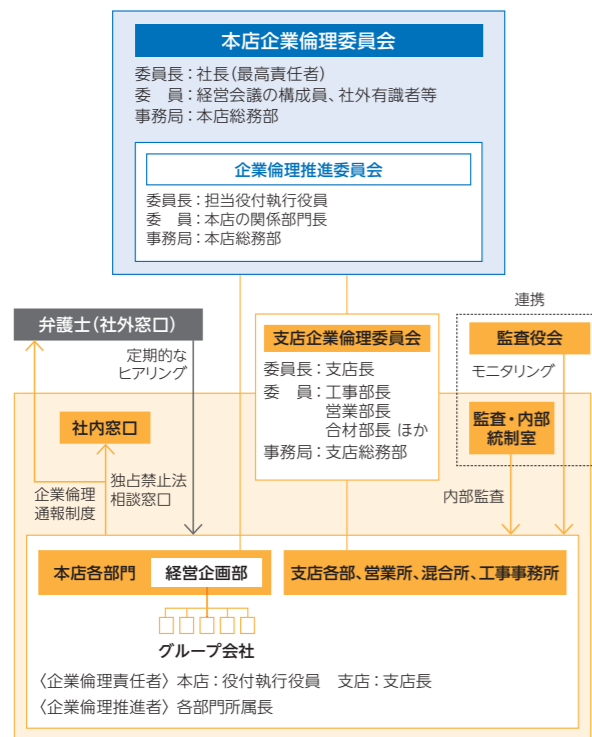 本店企業倫理委員会
委員長：社長（最高責任者）
委　員：経営会議の構成員、社外有識者等
事務局：本店総務部
企業倫理推進委員会
委員長：担当役付執行役員
委　員：本店の関係部門長
事務局：本店総務部
弁護士（社外窓口）
定期的な
ヒアリング
社内窓口
企業倫理
通報制度
独占禁止法
相談窓口
支店企業倫理委員会
委員長：支店長
委　員：工事部長
営業部長
合材部長 ほか
事務局：支店総務部
連携
監査役会
モニタリング
監査・内部
統制室
内部監査
本店各部門
経営企画部
グループ会社
支店各部、営業所、混合所、工事事務所
〈企業倫理責任者〉本店：役付執行役員　支店：支店長
〈企業倫理推進者〉各部門所属長